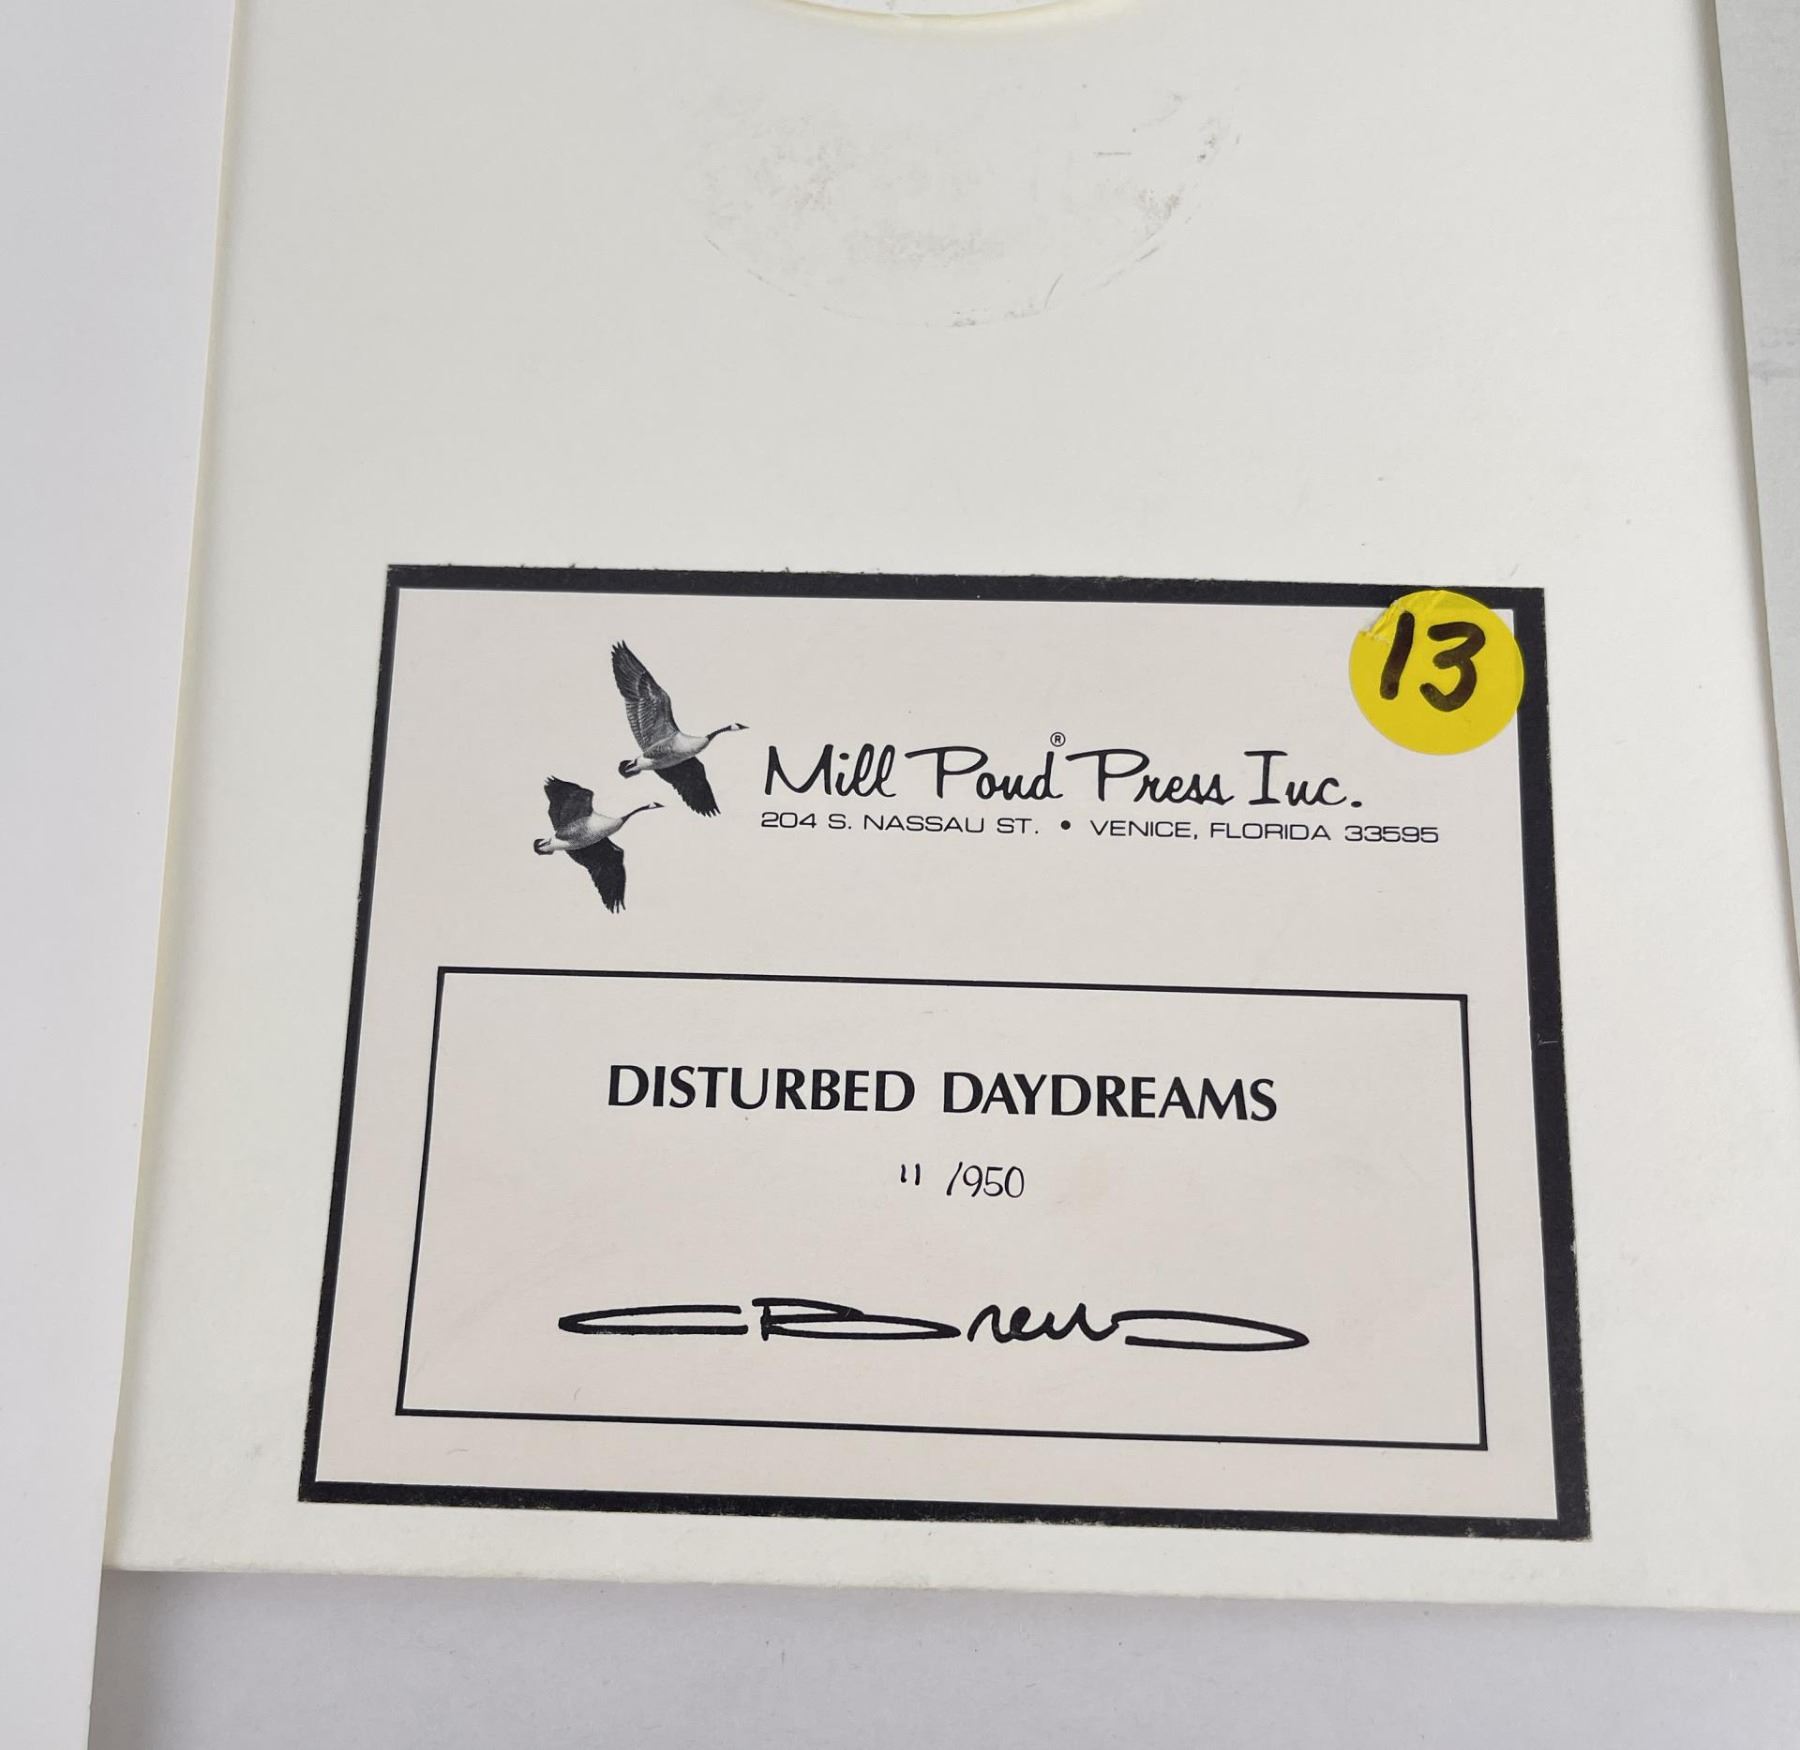 13
Mill Pond® Press Inc.
204 S. NASSAU ST. • VENICE, FLORIDA 33595
DISTURBED DAYDREAMS
11 /950